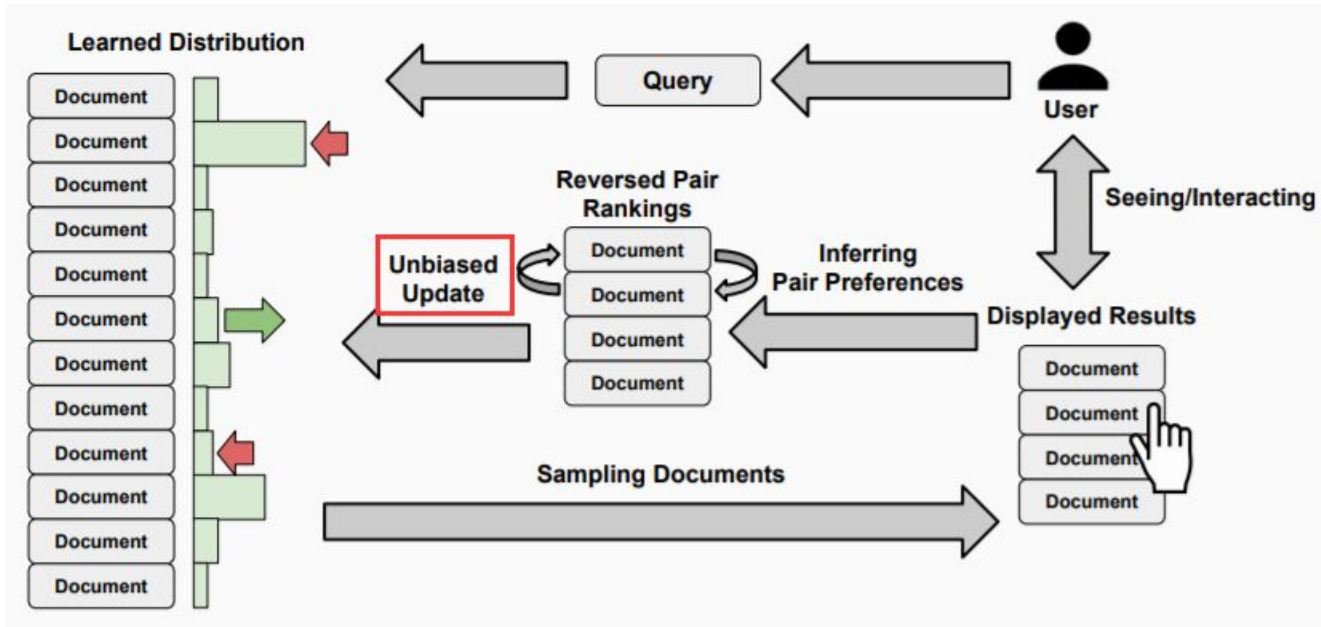 Learned Distribution
Document
Document
Document
Document
Document
Document
Document
Document
Document
Document
Document
Document
Query
User
Seeing/Interacting
Reversed Pair
Rankings
Document
Document
Document
Document
Unbiased
Update
Inferring
Pair Preferences
Displayed Results
Document
Document
Document
Document
Sampling Documents